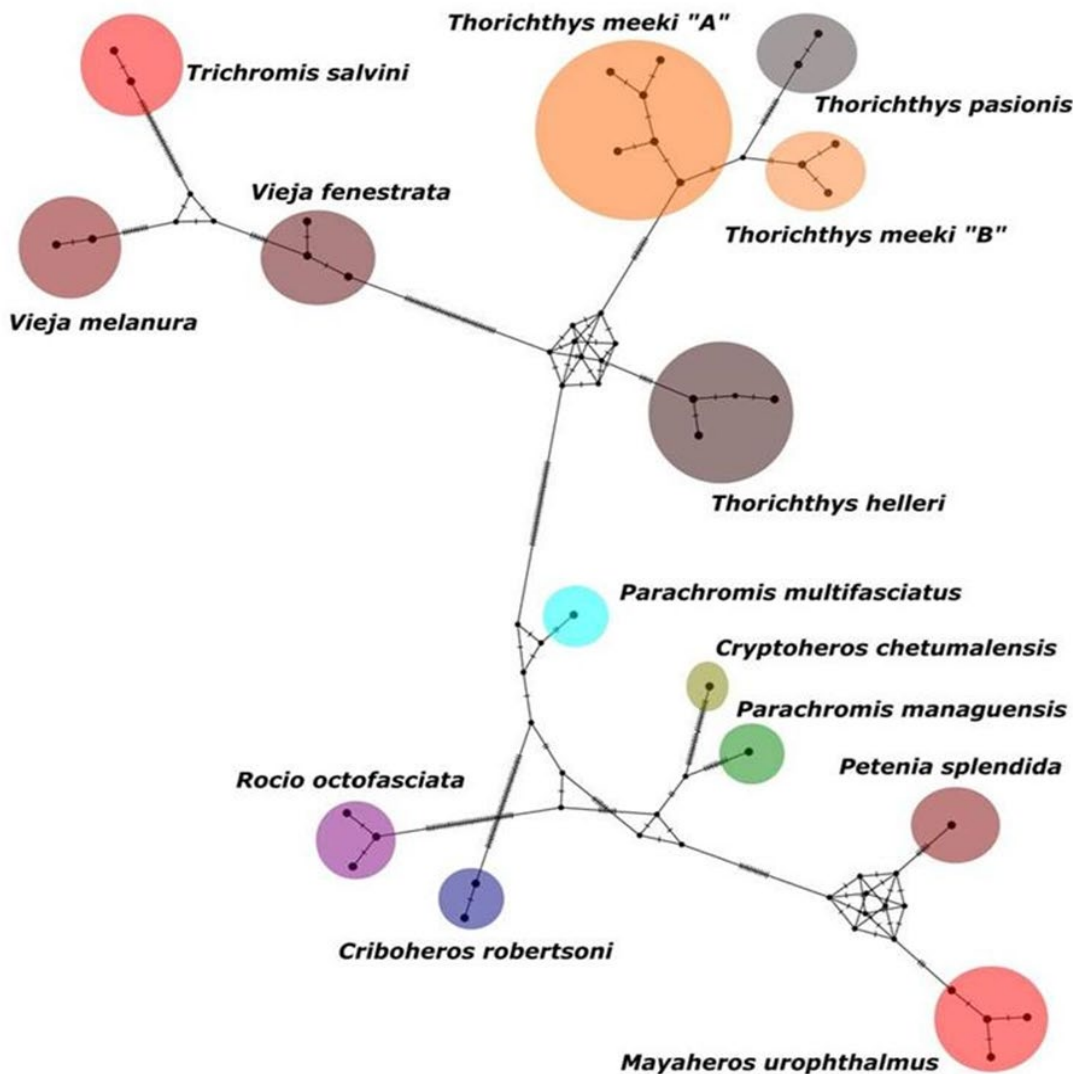 Thorichthys meeki "A"
Trichromis salvini
Thorichthys pasionis
Vieja fenestrata
Thorichthys meeki "B"
Vieja melanura
Thorichthys helleri
Parachromis multifasciatus
Cryptoheros chetumalensis
Parachromis managuensis
Petenia splendida
Rocio octofasciata
Criboheros robertsoni
Mayaheros urophthalmus